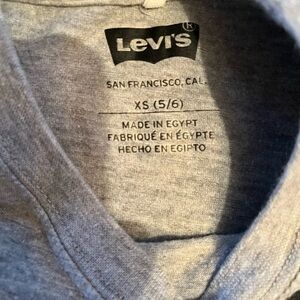 LEVI'S
®
SAN FRANCISCO, CAL.
XS (5/6)
MADE IN EGYPT
FABRIQUÉ EN ÉGYPTE
HECHO EN EGIPTO